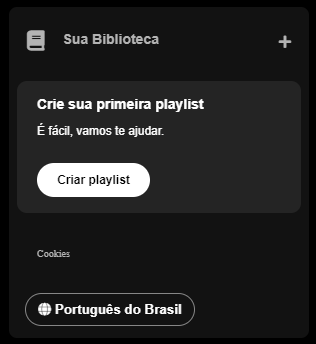 Sua Biblioteca
Crie sua primeira playlist
É fácil, vamos te ajudar.
Criar playlist
Cookies
Português do Brasil